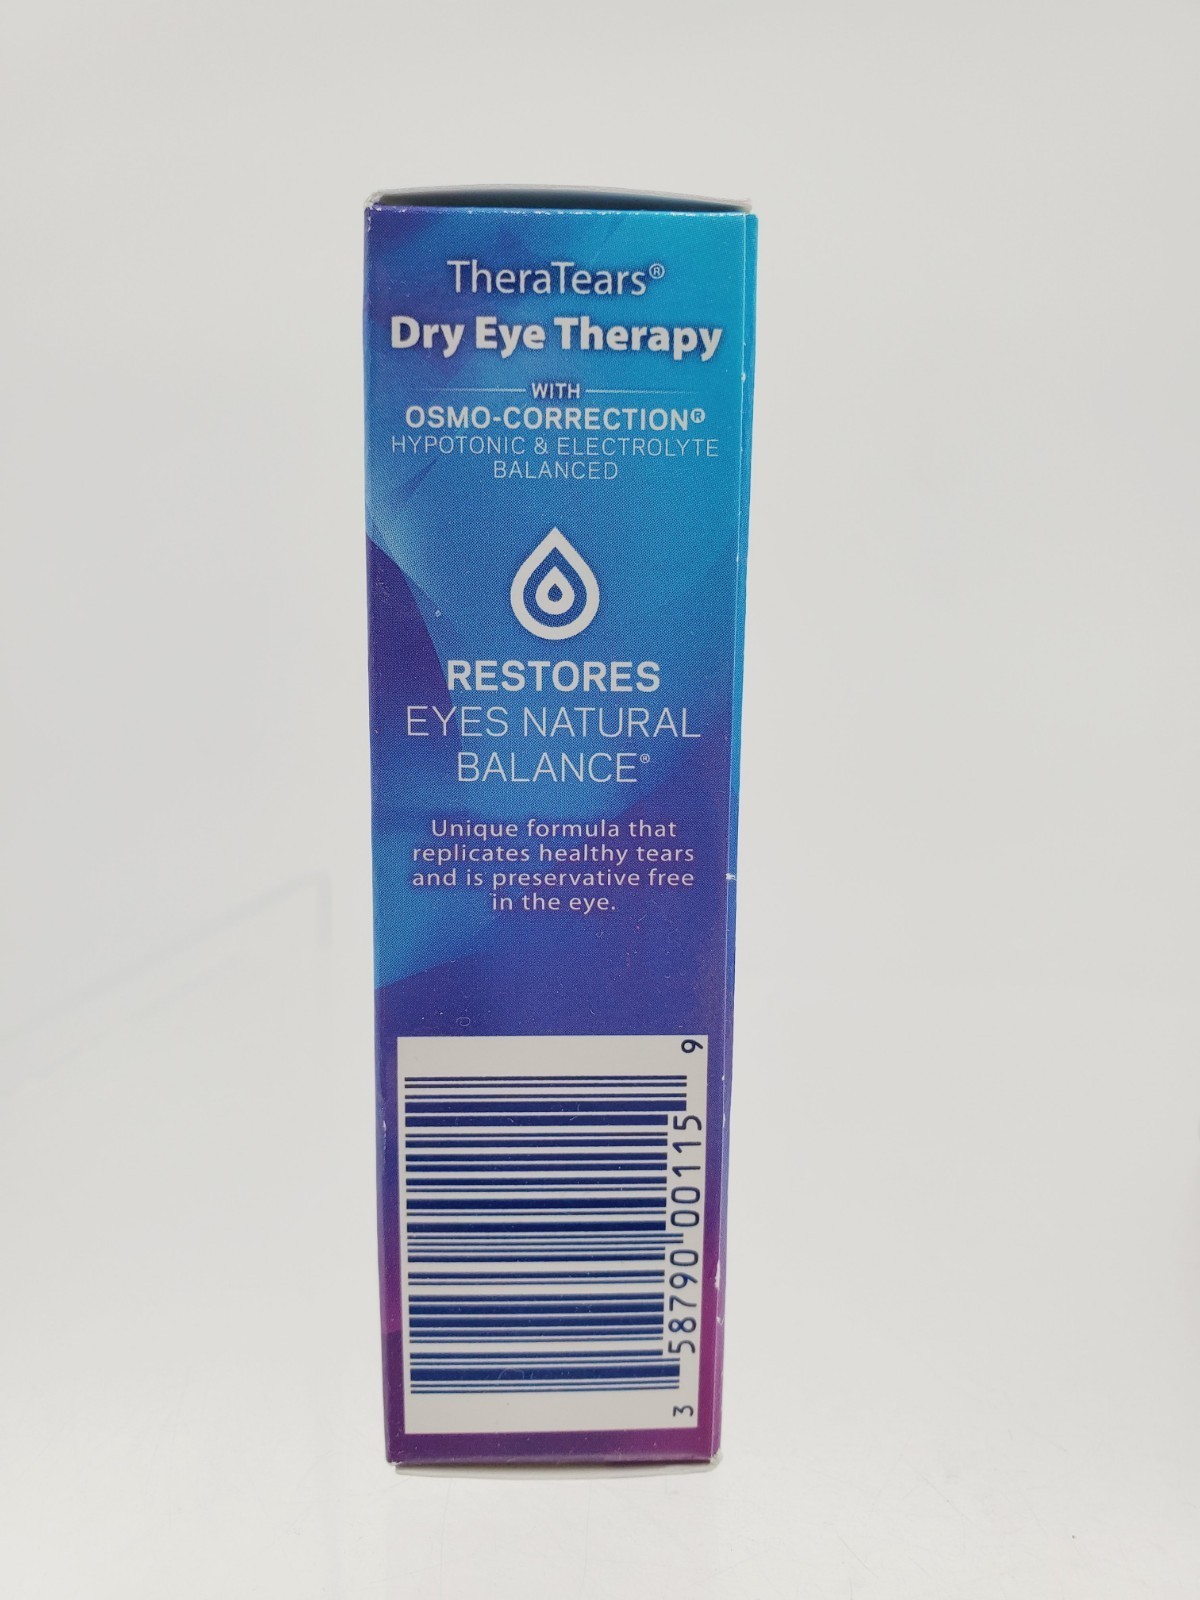 TheraTears®
Dry Eye Therapy
WITH
OSMO-CORRECTION®
HYPOTONIC & ELECTROLYTE
BALANCED
RESTORES
EYES NATURAL
BALANCE®
Unique formula that
replicates healthy tears
and is preservative free
in the eye.
3 58790 00115 9